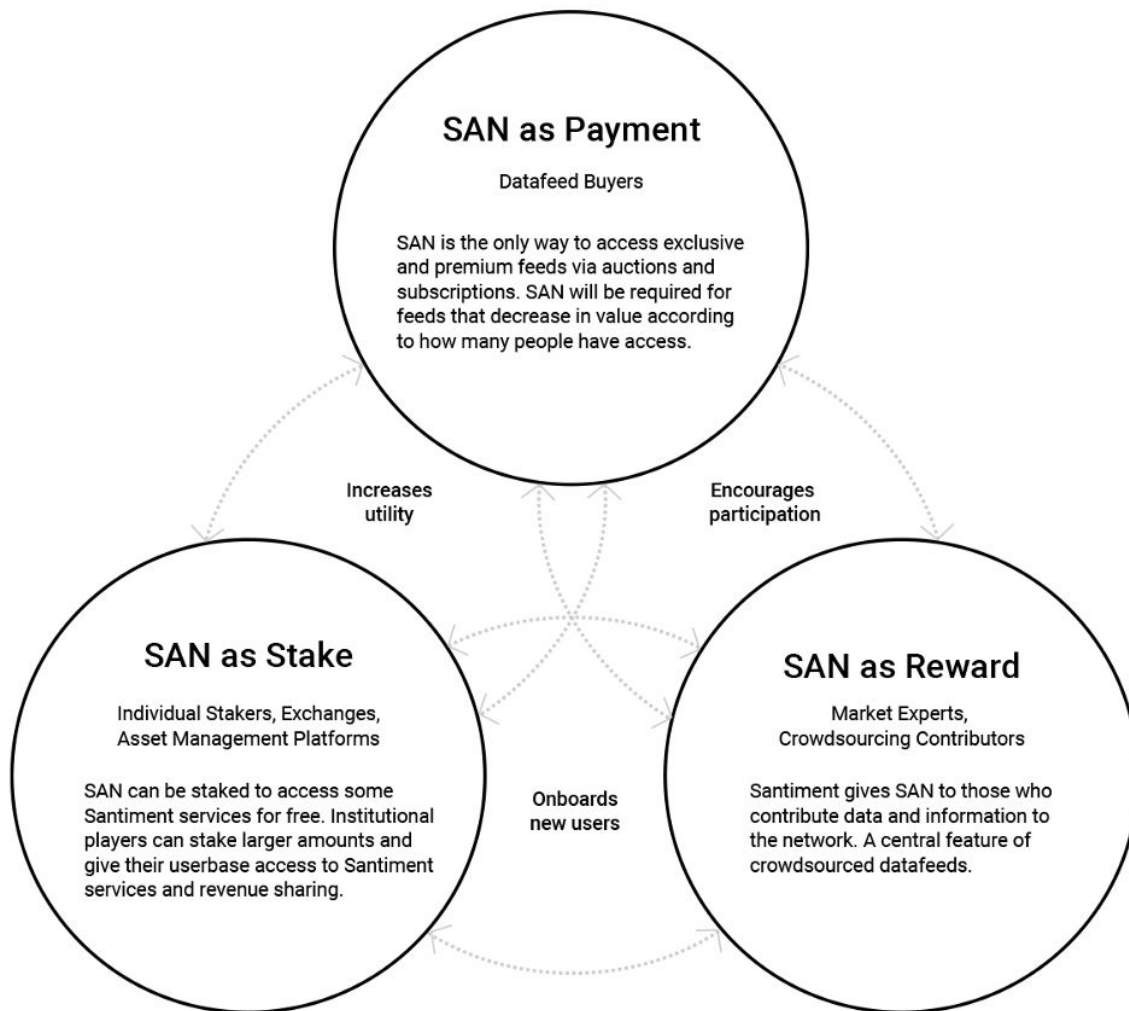 SAN as Payment
Datafeed Buyers
SAN is the only way to access exclusive
and premium feeds via auctions and
subscriptions. SAN will be required for
feeds that decrease in value according
to how many people have access.
Increases
utility
Encourages
participation
SAN as Stake
Individual Stakers, Exchanges,
Asset Management Platforms
SAN can be staked to access some
Santiment services for free. Institutional
players can stake larger amounts and
give their userbase access to Santiment
services and revenue sharing.
Onboards
new users
SAN as Reward
Market Experts,
Crowdsourcing Contributors
Santiment gives SAN to those who
contribute data and information to
the network. A central feature of
crowdsourced datafeeds.